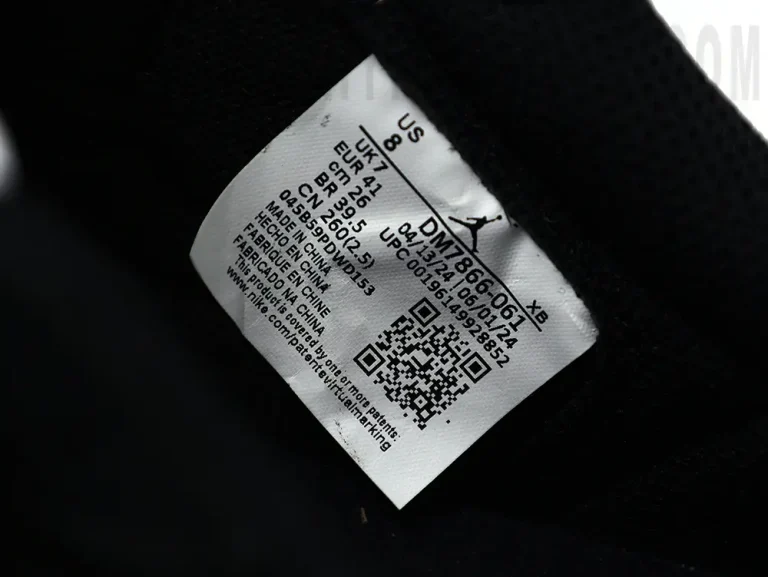 US
8
UK 7
EUR 41
cm 26
BR 39.5
CN 260(2.5)
045B59PDWD153
MADE IN CHINA
HECHO EN CHINA
FABRIQUE EN CHINE
FABRICADO NA CHINA
This product is covered by one or more patents:
www.nike.com/patentsvirtualmarking
XB
DM7866-061
04/13/24 | 06/01/24
UPC 00196149928852